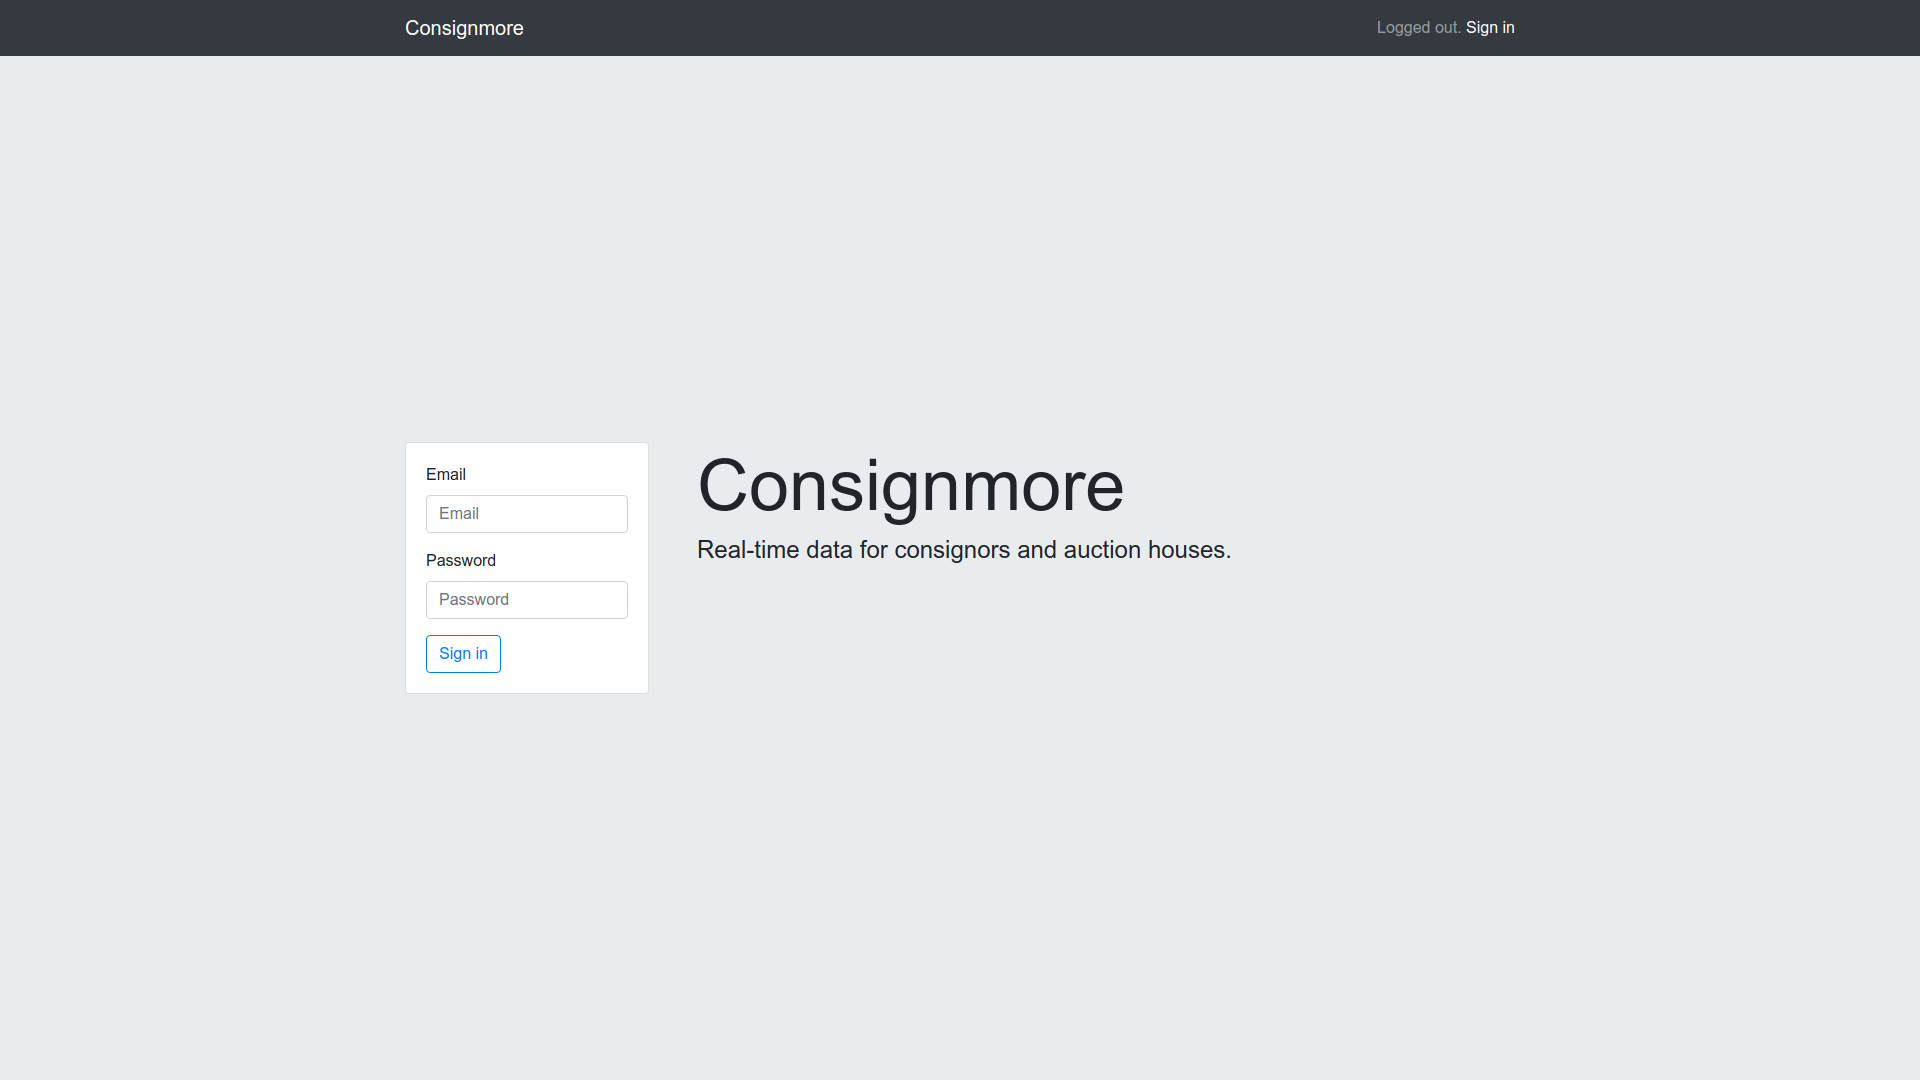 Consignmore
Logged out. Sign in
Email
Email
Password
Password
Sign in
Consignmore
Real-time data for consignors and auction houses.